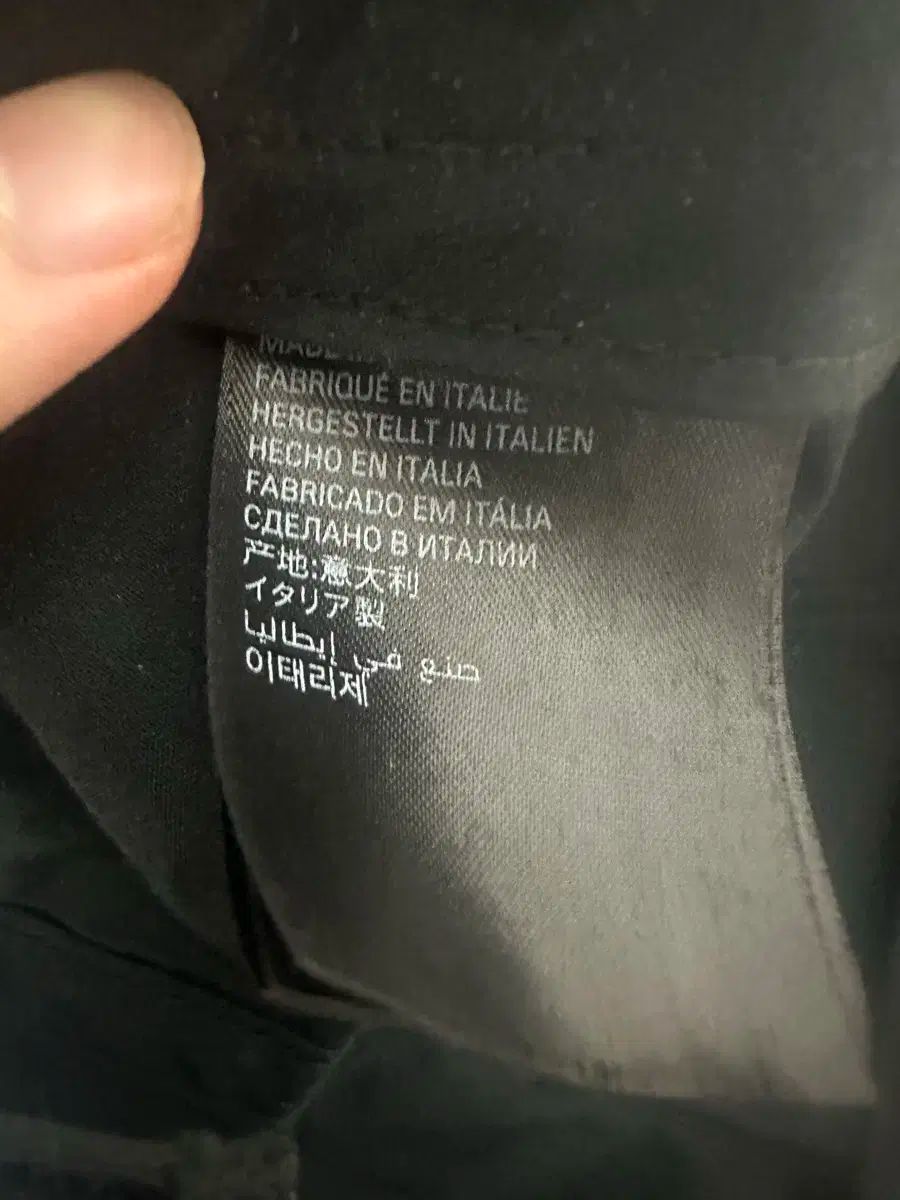 MADE
FABRIQUÉ EN ITALIE
HERGESTELLT IN ITALIEN
HECHO EN ITALIA
FABRICADO EM ITÁLIA
СДЕЛАНО В ИТАЛИИ
产地:意大利
イタリア製
صنع في إيطاليا
이태리제